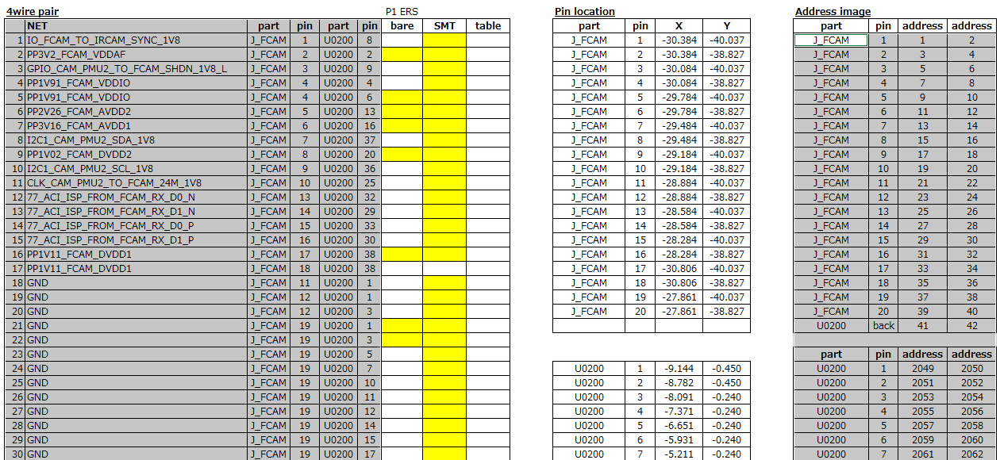 4wire pair P1 ERS Pin location Address image
NET part pin part pin bare SMT table part pin X Y part pin address address
1 IO_FCAM_TO_IRCAM_SYNC_1V8 J_FCAM 1 U0200 8 J_FCAM 1 -30.384 -40.037 J_FCAM 1 1 2
2 PP3V2_FCAM_VDDAF J_FCAM 2 U0200 2 J_FCAM 2 -30.384 -38.827 J_FCAM 2 3 4
3 GPIO_CAM_PMU2_TO_FCAM_SHDN_1V8_L J_FCAM 3 U0200 9 J_FCAM 3 -30.084 -40.037 J_FCAM 3 5 6
4 PP1V91_FCAM_VDDIO J_FCAM 4 U0200 4 J_FCAM 4 -30.084 -38.827 J_FCAM 4 7 8
5 PP1V91_FCAM_VDDIO J_FCAM 4 U0200 6 J_FCAM 5 -29.784 -40.037 J_FCAM 5 9 10
6 PP2V26_FCAM_AVDD2 J_FCAM 5 U0200 13 J_FCAM 6 -29.784 -38.827 J_FCAM 6 11 12
7 PP3V16_FCAM_AVDD1 J_FCAM 6 U0200 16 J_FCAM 7 -29.484 -40.037 J_FCAM 7 13 14
8 I2C1_CAM_PMU2_SDA_1V8 J_FCAM 7 U0200 37 J_FCAM 8 -29.484 -38.827 J_FCAM 8 15 16
9 PP1V02_FCAM_DVDD2 J_FCAM 8 U0200 20 J_FCAM 9 -29.184 -40.037 J_FCAM 9 17 18
10 I2C1_CAM_PMU2_SCL_1V8 J_FCAM 9 U0200 36 J_FCAM 10 -29.184 -38.827 J_FCAM 10 19 20
11 CLK_CAM_PMU2_TO_FCAM_24M_1V8 J_FCAM 10 U0200 25 J_FCAM 11 -28.884 -40.037 J_FCAM 11 21 22
12 77_ACI_ISP_FROM_FCAM_RX_D0_N J_FCAM 13 U0200 32 J_FCAM 12 -28.884 -38.827 J_FCAM 12 23 24
13 77_ACI_ISP_FROM_FCAM_RX_D1_N J_FCAM 14 U0200 29 J_FCAM 13 -28.584 -40.037 J_FCAM 13 25 26
14 77_ACI_ISP_FROM_FCAM_RX_D0_P J_FCAM 15 U0200 33 J_FCAM 14 -28.584 -38.827 J_FCAM 14 27 28
15 77_ACI_ISP_FROM_FCAM_RX_D1_P J_FCAM 16 U0200 30 J_FCAM 15 -28.284 -40.037 J_FCAM 15 29 30
16 PP1V11_FCAM_DVDD1 J_FCAM 17 U0200 38 J_FCAM 16 -28.284 -38.827 J_FCAM 16 31 32
17 PP1V11_FCAM_DVDD1 J_FCAM 18 U0200 38 J_FCAM 17 -30.806 -40.037 J_FCAM 17 33 34
18 GND J_FCAM 11 U0200 1 J_FCAM 18 -30.806 -38.827 J_FCAM 18 35 36
19 GND J_FCAM 12 U0200 1 J_FCAM 19 -27.861 -40.037 J_FCAM 19 37 38
20 GND J_FCAM 12 U0200 3 J_FCAM 20 -27.861 -38.827 J_FCAM 20 39 40
21 GND J_FCAM 19 U0200 1 U0200 back 41 42
22 GND J_FCAM 19 U0200 3
23 GND J_FCAM 19 U0200 5 part pin address address
24 GND J_FCAM 19 U0200 7 U0200 1 -9.144 -0.450 U0200 1 2049 2050
25 GND J_FCAM 19 U0200 10 U0200 2 -8.782 -0.450 U0200 2 2051 2052
26 GND J_FCAM 19 U0200 11 U0200 3 -8.091 -0.240 U0200 3 2053 2054
27 GND J_FCAM 19 U0200 12 U0200 4 -7.371 -0.240 U0200 4 2055 2056
28 GND J_FCAM 19 U0200 14 U0200 5 -6.651 -0.240 U0200 5 2057 2058
29 GND J_FCAM 19 U0200 15 U0200 6 -5.931 -0.240 U0200 6 2059 2060
30 GND J_FCAM 19 U0200 17 U0200 7 -5.211 -0.240 U0200 7 2061 2062